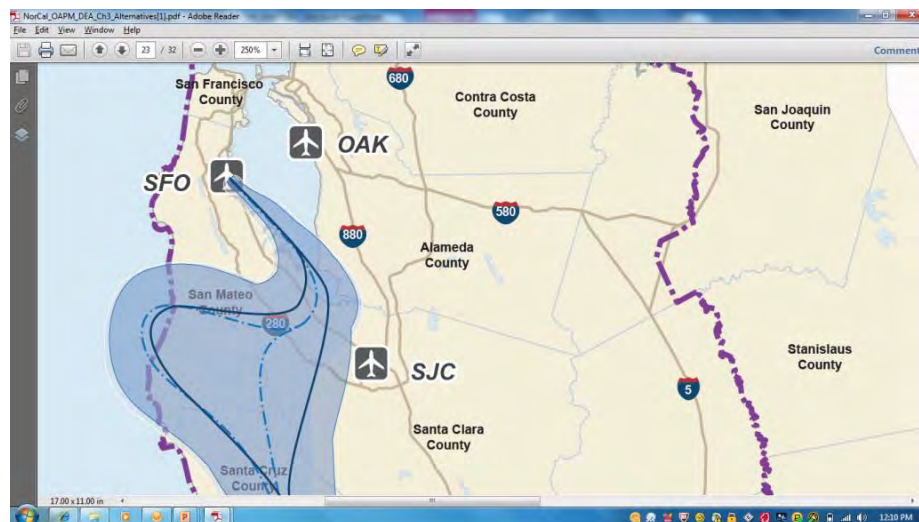 NorCal_OAPM_DEA_Ch3_Alternatives[1].pdf - Adobe Reader
File Edit View Window Help
23 / 32 250% Comment
San Francisco
County
680
Contra Costa
County
San Joaquin
County
OAK
SFO
580
880
Alameda
County
San Mateo
County
280
Stanislaus
County
SJC
5
Santa Clara
County
Santa Cruz
County
17.00 x 11.00 in
12:10 PM